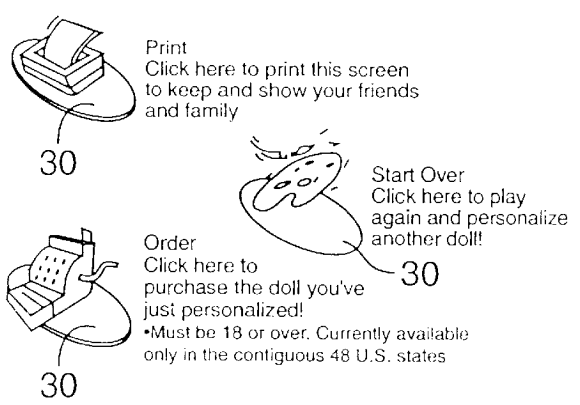 Print
Click here to print this screen
to keep and show your friends
and family
30
Start Over
Click here to play
again and personalize
another doll!
30
Order
Click here to
purchase the doll you've
just personalized!
•Must be 18 or over. Currently available
only in the contiguous 48 U.S. states
30